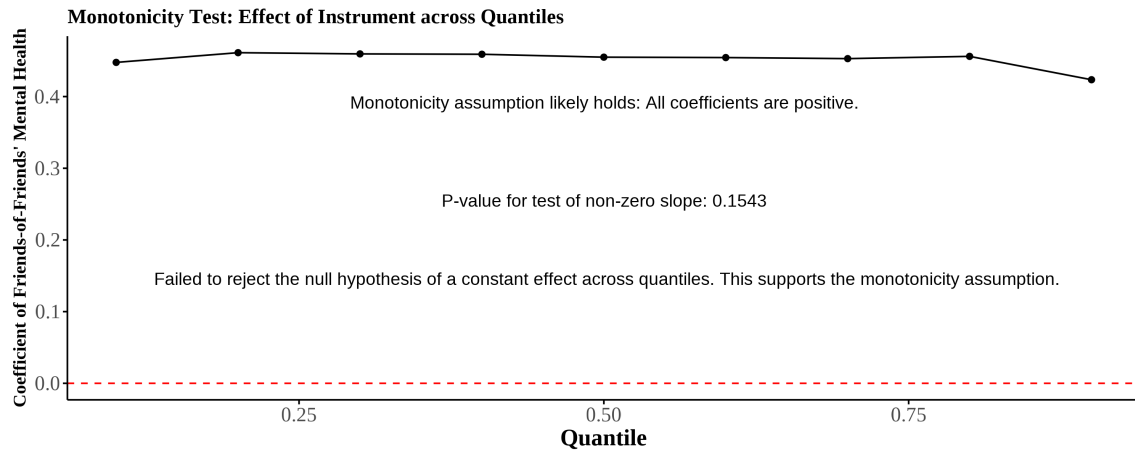 Monotonicity Test: Effect of Instrument across Quantiles
Coefficient of Friends-of-Friends' Mental Health
0.4
0.3
0.2
0.1
0.0
Monotonicity assumption likely holds: All coefficients are positive.
P-value for test of non-zero slope: 0.1543
Failed to reject the null hypothesis of a constant effect across quantiles. This supports the monotonicity assumption.
0.25
0.50
0.75
Quantile